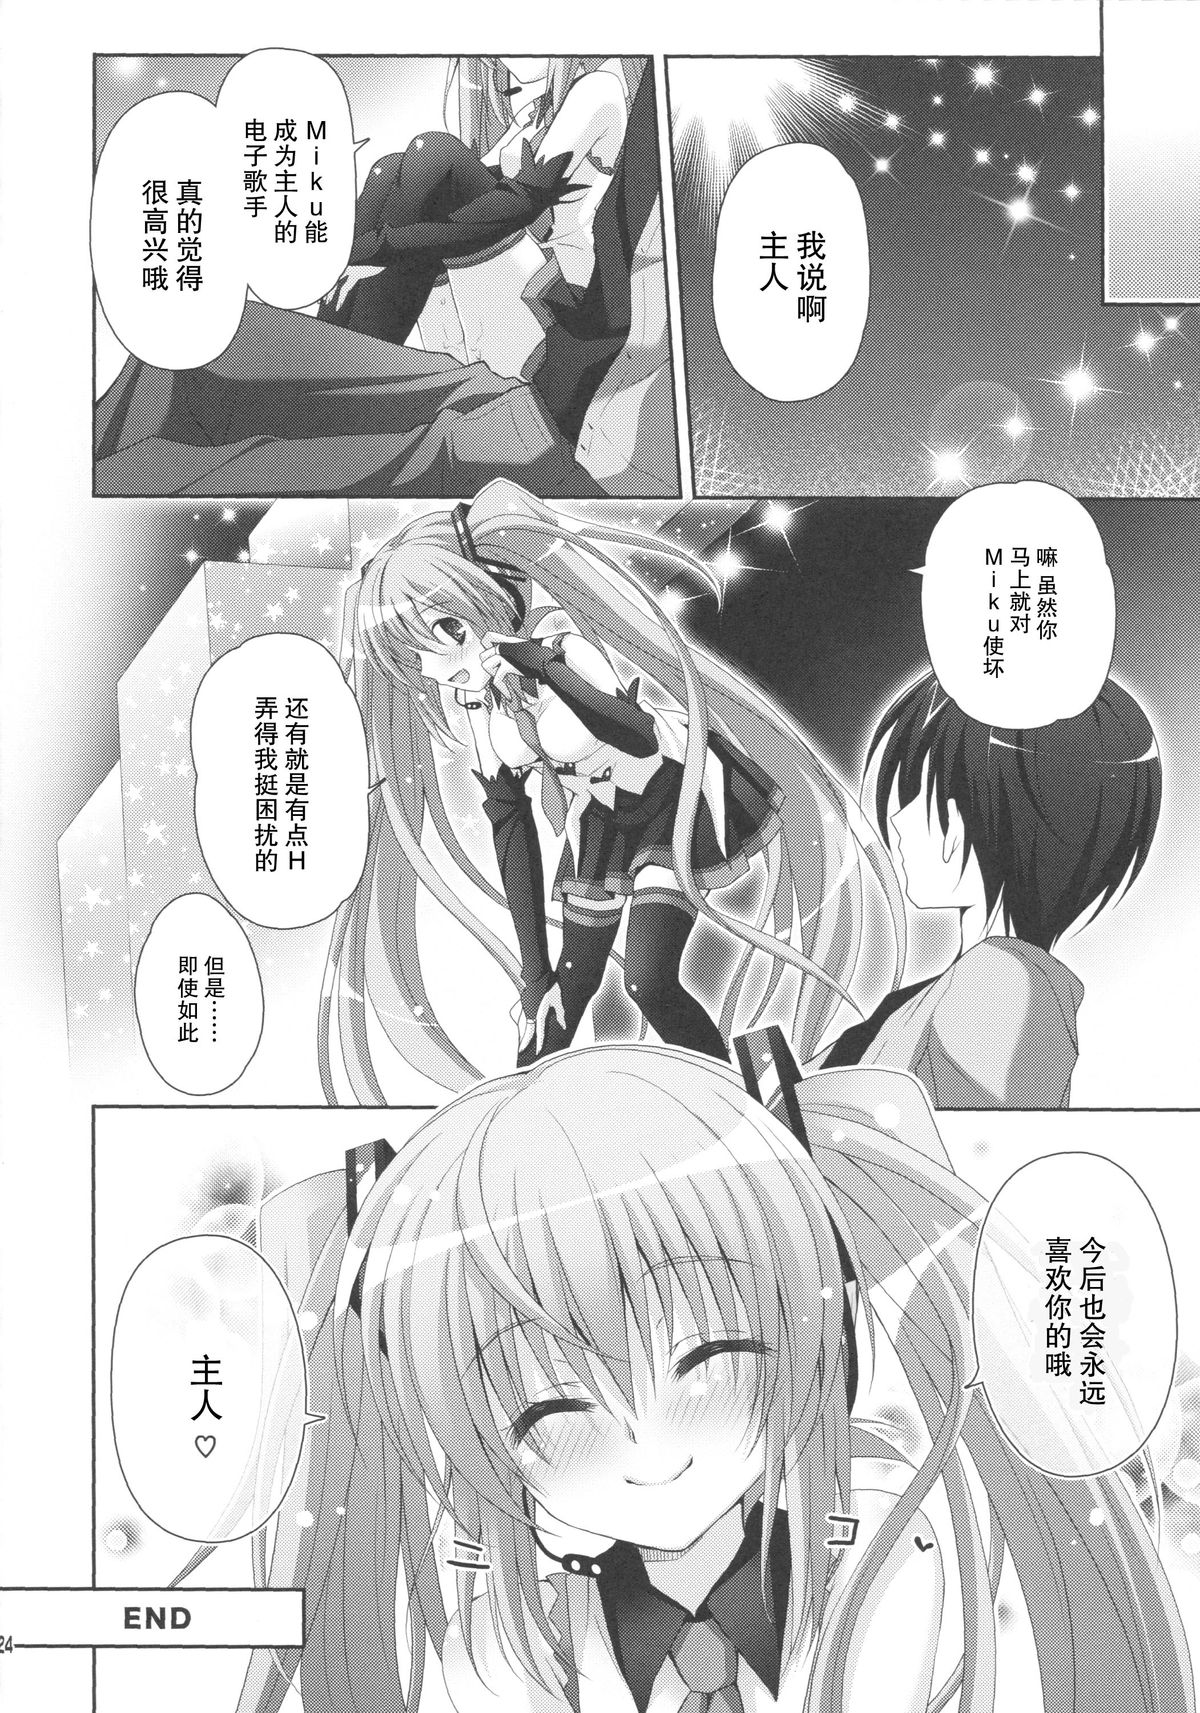 我说啊
主人
Miku能
成为主人的
电子歌手
真的觉得
很高兴哦
嘛 虽然你
马上就对
Miku使坏
还有就是有点H
弄得我挺困扰的
但是……
即使如此
今后也会永远
喜欢你的哦
主人♡
ニコ
END
24